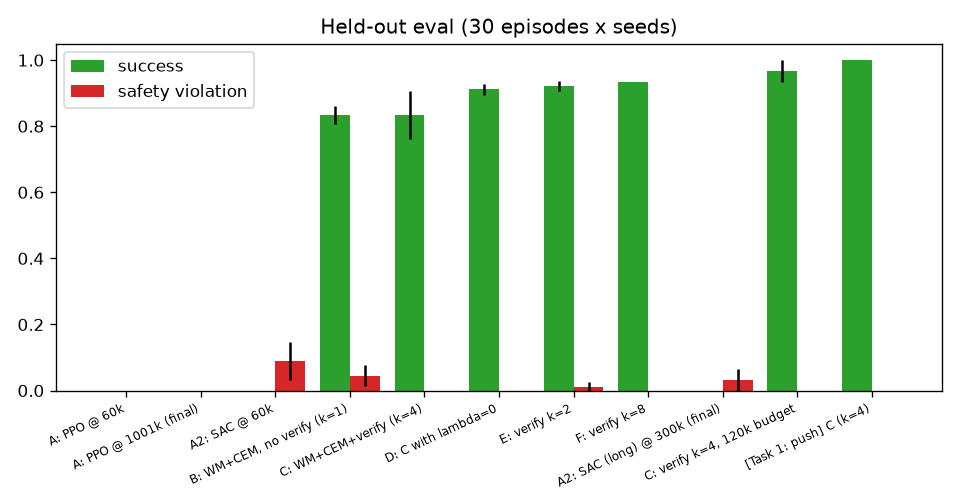 Held-out eval (30 episodes x seeds)
success
safety violation
1.0
0.8
0.6
0.4
0.2
0.0
A: PPO @ 60k
A: PPO @ 1001k (final)
A2: SAC @ 60k
B: WM+CEM, no verify (k=1)
C: WM+CEM+verify (k=4)
D: C with lambda=0
E: verify k=2
F: verify k=8
A2: SAC (long) @ 300k (final)
C: verify k=4, 120k budget
[Task 1: push] C (k=4)